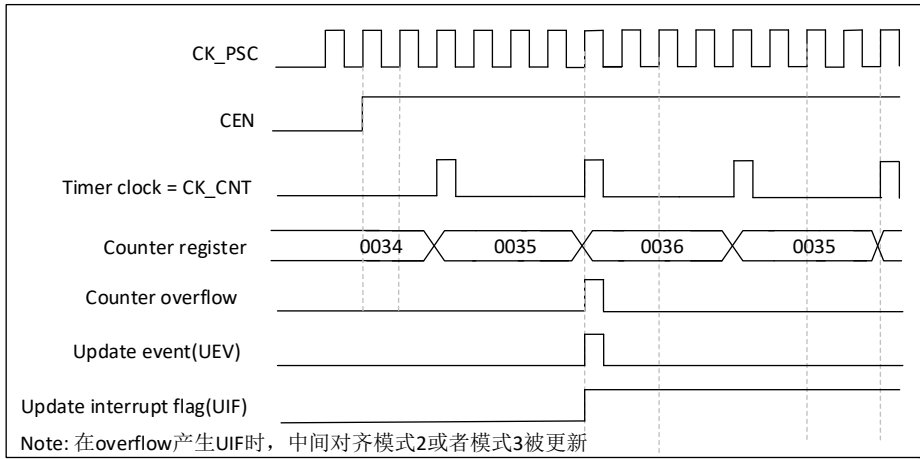 CK_PSC
CEN
Timer clock = CK_CNT
Counter register 0034 0035 0036 0035
Counter overflow
Update event(UEV)
Update interrupt flag(UIF)
Note: 在overflow产生UIF时，中间对齐模式2或者模式3被更新